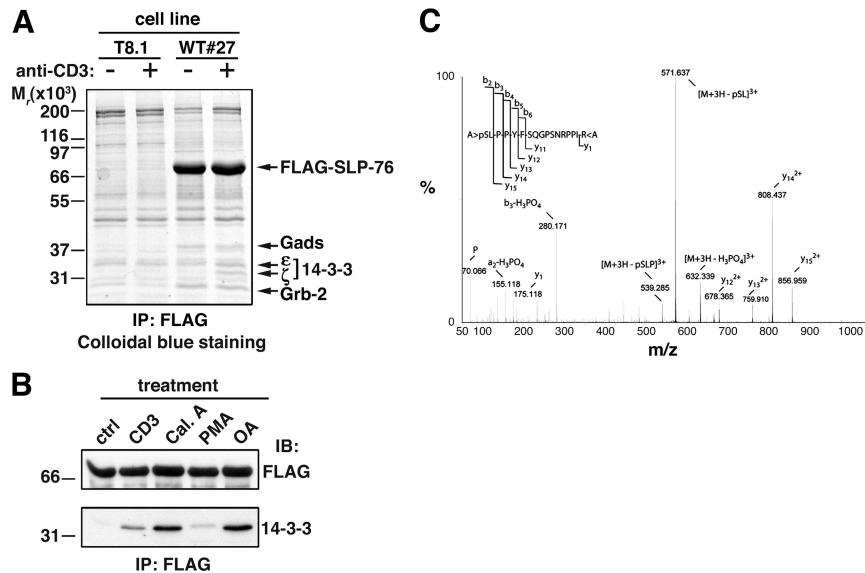 A
cell line
T8.1 WT#27
anti-CD3: - + - +
Mr(x10³)
200
116
97
66
55
37
31
FLAG-SLP-76
Gads
ε
ζ ]14-3-3
Grb-2
IP: FLAG
Colloidal blue staining
B
treatment
ctrl CD3 Cal. A PMA OA
IB:
66 FLAG
31 14-3-3
IP: FLAG
C
100
%
0
b2 b3 b4 b5 b6
A>pSL-P-P-Y-F-SQGPSNRPPI,R<A
y11 y1
y12
y13
y14
y15
571.637
[M+3H - pSL]³⁺
y14²⁺
808.437
b3-H3PO4
280.171
P
70.066
a2-H3PO4
155.118
y1
175.118
[M+3H - pSLP]³⁺
539.285
[M+3H - H3PO4]³⁺
632.339
y12²⁺
678.365
y13²⁺
759.910
y15²⁺
856.959
50 100 200 300 400 500 600 700 800 900 1000
m/z